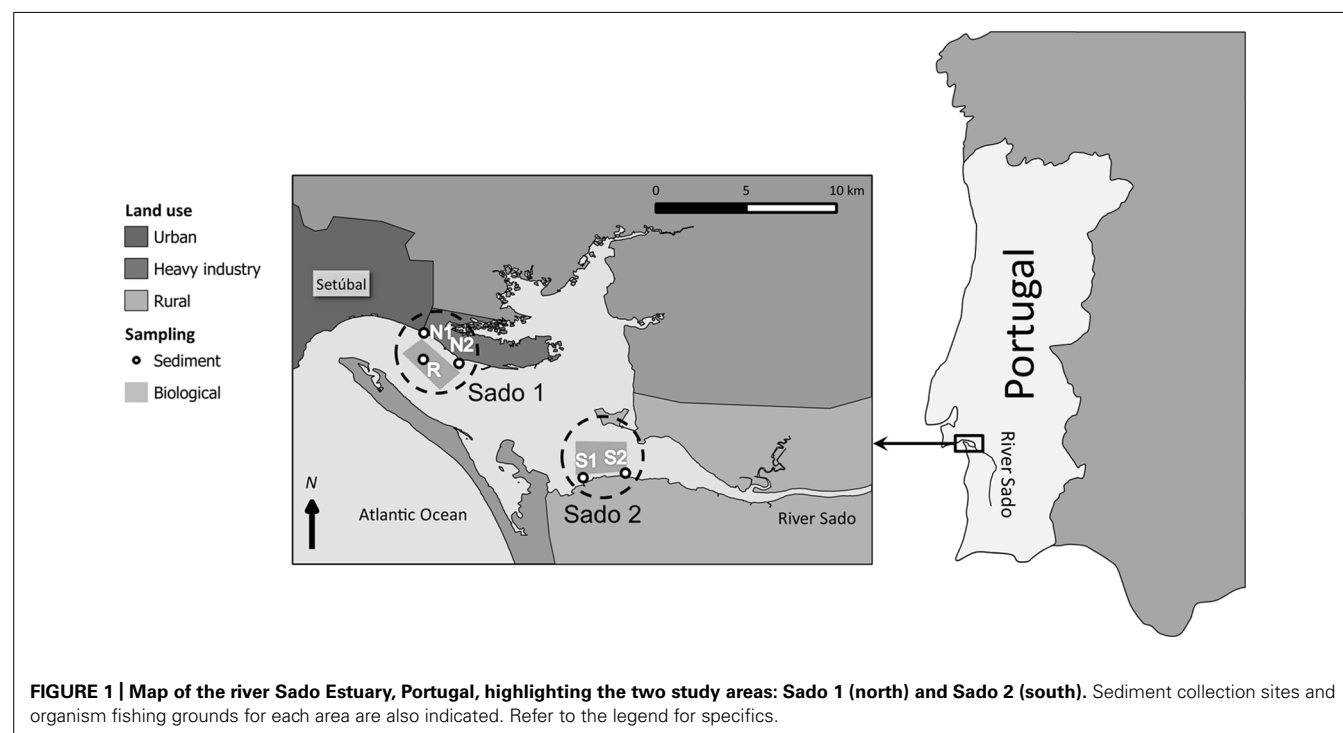 Land use
Urban
Heavy industry
Rural
Sampling
Sediment
Biological
0 5 10 km
Setúbal
N1
N2
R
Sado 1
S1 S2
Sado 2
N
Atlantic Ocean
River Sado
Portugal
River Sado
FIGURE 1 | Map of the river Sado Estuary, Portugal, highlighting the two study areas: Sado 1 (north) and Sado 2 (south). Sediment collection sites and
organism fishing grounds for each area are also indicated. Refer to the legend for specifics.